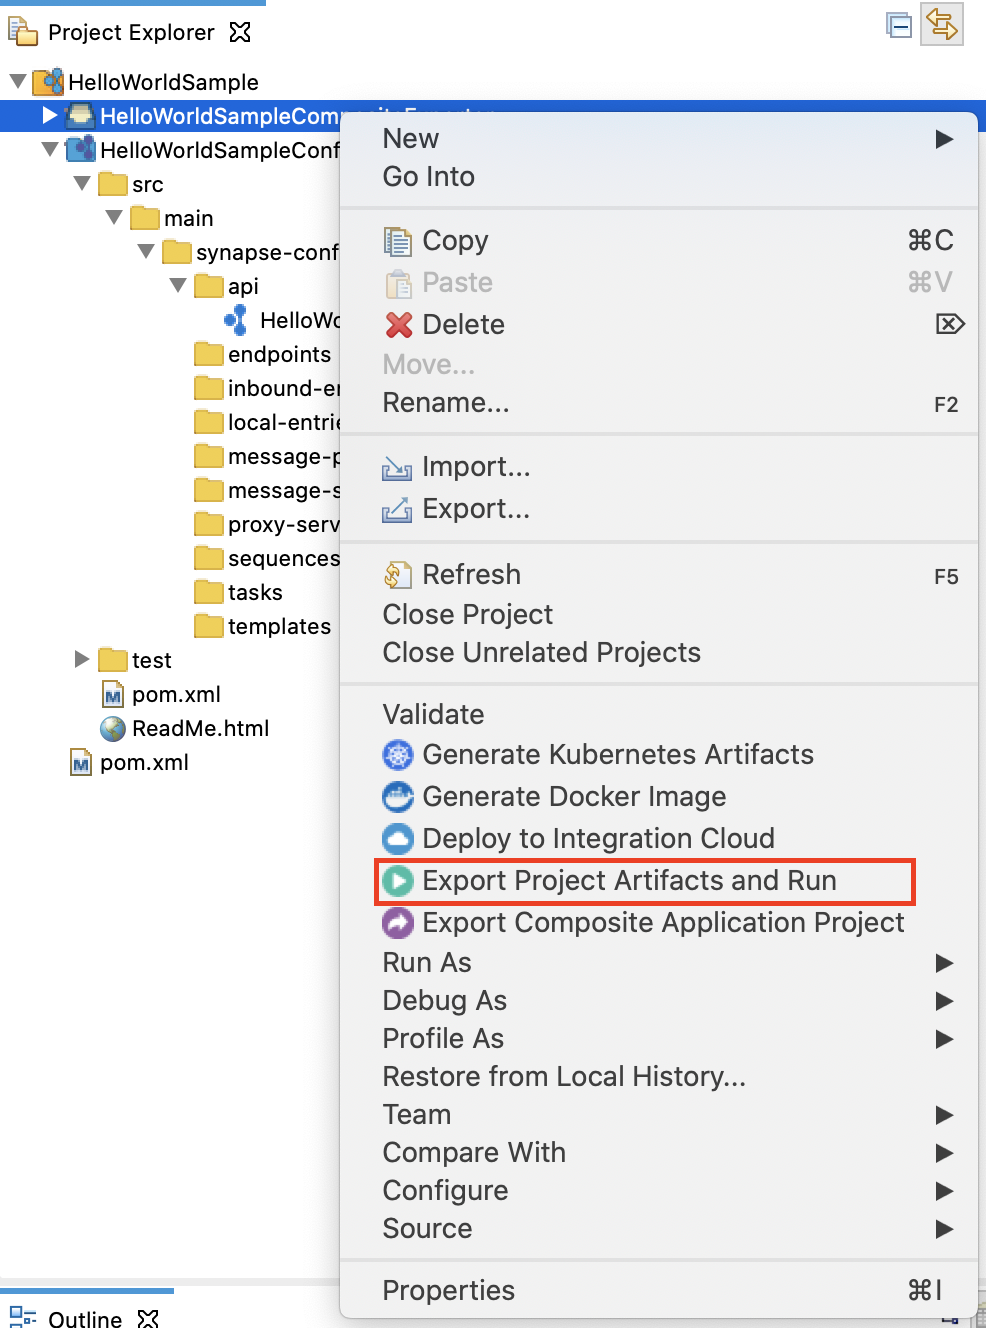 Project Explorer
HelloWorldSample
HelloWorldSampleCom
HelloWorldSampleConf
src
main
synapse-conf
api
HelloWo
endpoints
inbound-e
local-entrie
message-p
message-s
proxy-serv
sequences
tasks
templates
test
pom.xml
ReadMe.html
pom.xml
New
Go Into
Copy ⌘C
Paste ⌘V
Delete ⌦
Move...
Rename... F2
Import...
Export...
Refresh F5
Close Project
Close Unrelated Projects
Validate
Generate Kubernetes Artifacts
Generate Docker Image
Deploy to Integration Cloud
Export Project Artifacts and Run
Export Composite Application Project
Run As
Debug As
Profile As
Restore from Local History...
Team
Compare With
Configure
Source
Properties ⌘I
Outline